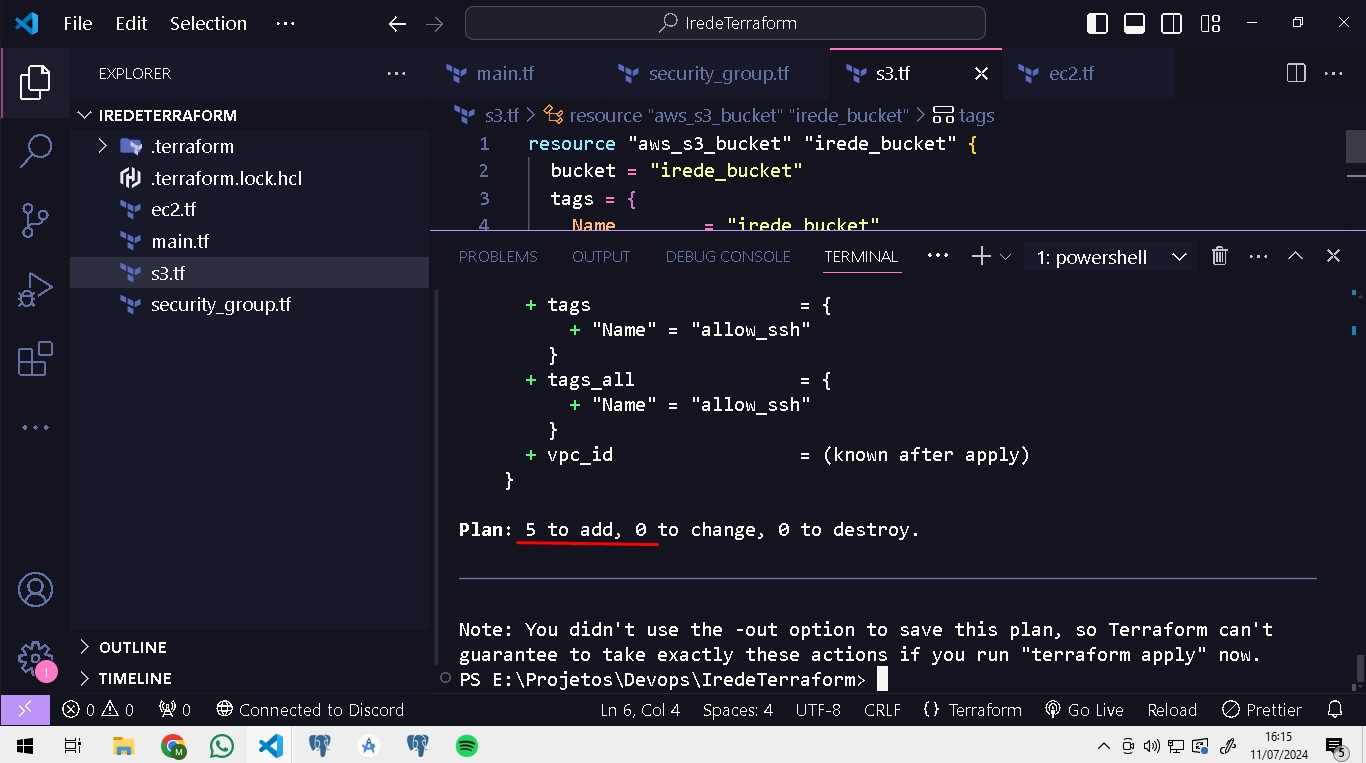 File Edit Selection ··· IredeTerraform
EXPLORER ···
IREDETERRAFORM
.terraform
.terraform.lock.hcl
ec2.tf
main.tf
s3.tf
security_group.tf
OUTLINE
TIMELINE
main.tf security_group.tf s3.tf ec2.tf ···
s3.tf > resource "aws_s3_bucket" "irede_bucket" > tags
1 resource "aws_s3_bucket" "irede_bucket" {
2 bucket = "irede_bucket"
3 tags = {
4 Name = "irede_bucket"
PROBLEMS OUTPUT DEBUG CONSOLE TERMINAL ··· 1: powershell ···
+ tags = {
+ "Name" = "allow_ssh"
}
+ tags_all = {
+ "Name" = "allow_ssh"
}
+ vpc_id = (known after apply)
}
Plan: 5 to add, 0 to change, 0 to destroy.
Note: You didn't use the -out option to save this plan, so Terraform can't
guarantee to take exactly these actions if you run "terraform apply" now.
PS E:\Projetos\Devops\IredeTerraform>
1
0 0 0 Connected to Discord Ln 6, Col 4 Spaces: 4 UTF-8 CRLF {} Terraform Go Live Reload Prettier
M
16:15
11/07/2024
5